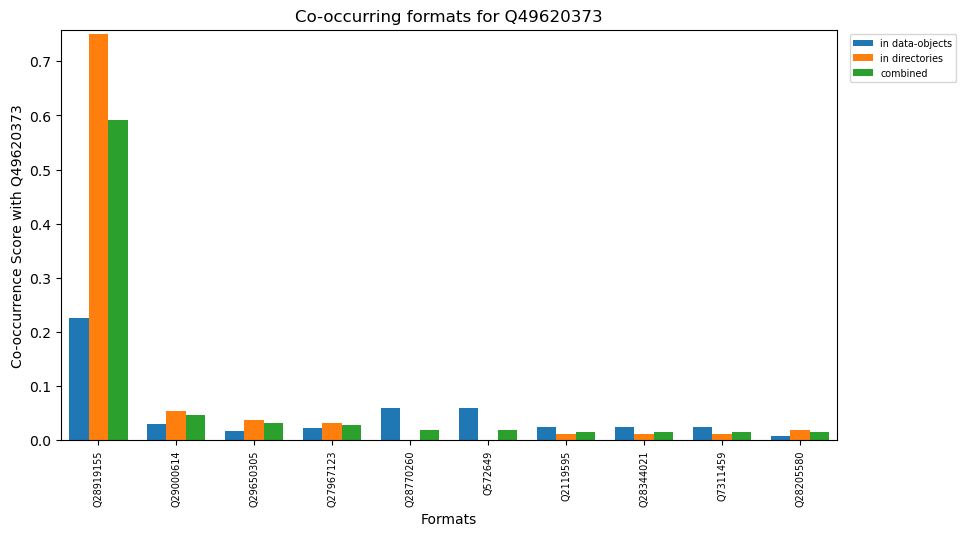 Co-occurring formats for Q49620373
in data-objects
in directories
combined
Co-occurrence Score with Q49620373
0.7
0.6
0.5
0.4
0.3
0.2
0.1
0.0
Q28919155
Q29000614
Q29650305
Q27967123
Q28770260
Q572649
Q2119595
Q28344021
Q7311459
Q28205580
Formats